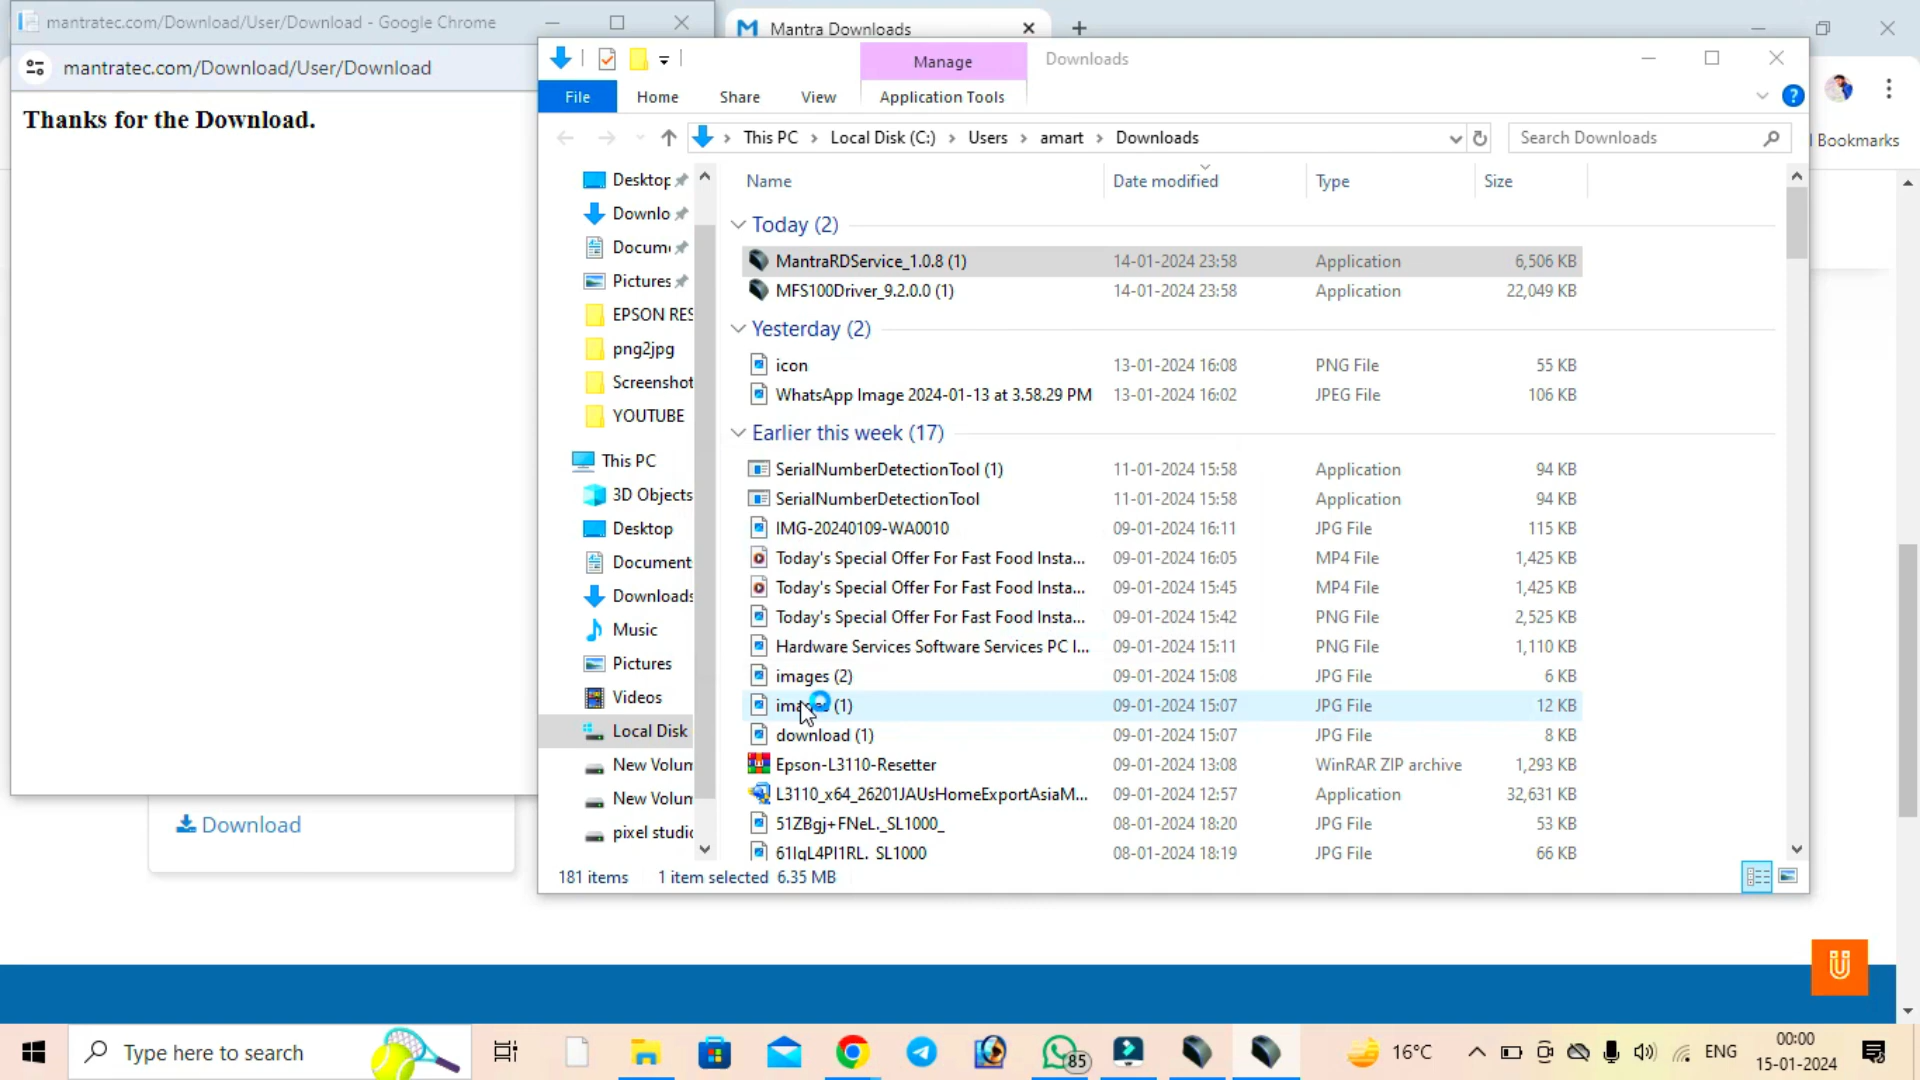 mantratec.com/Download/User/Download - Google Chrome
mantratec.com/Download/User/Download
Thanks for the Download.
Mantra Downloads
Bookmarks
Manage
Downloads
File
Home
Share
View
Application Tools
This PC
Local Disk (C:)
Users
amart
Downloads
Search Downloads
Name
Date modified
Type
Size
Desktop
Downlo
Docum
Pictures
EPSON RES
png2jpg
Screenshot
YOUTUBE
This PC
3D Objects
Desktop
Document
Downloads
Music
Pictures
Videos
Local Disk
New Volum
New Volum
pixel studio
Today (2)
MantraRDService_1.0.8 (1) 14-01-2024 23:58 Application 6,506 KB
MFS100Driver_9.2.0.0 (1) 14-01-2024 23:58 Application 22,049 KB
Yesterday (2)
icon 13-01-2024 16:08 PNG File 55 KB
WhatsApp Image 2024-01-13 at 3.58.29 PM 13-01-2024 16:02 JPEG File 106 KB
Earlier this week (17)
SerialNumberDetectionTool (1) 11-01-2024 15:58 Application 94 KB
SerialNumberDetectionTool 11-01-2024 15:58 Application 94 KB
IMG-20240109-WA0010 09-01-2024 16:11 JPG File 115 KB
Today's Special Offer For Fast Food Insta... 09-01-2024 16:05 MP4 File 1,425 KB
Today's Special Offer For Fast Food Insta... 09-01-2024 15:45 MP4 File 1,425 KB
Today's Special Offer For Fast Food Insta... 09-01-2024 15:42 PNG File 2,525 KB
Hardware Services Software Services PC I... 09-01-2024 15:11 PNG File 1,110 KB
images (2) 09-01-2024 15:08 JPG File 6 KB
images (1) 09-01-2024 15:07 JPG File 12 KB
download (1) 09-01-2024 15:07 JPG File 8 KB
Epson-L3110-Resetter 09-01-2024 13:08 WinRAR ZIP archive 1,293 KB
L3110_x64_26201JAUsHomeExportAsiaM... 09-01-2024 12:57 Application 32,631 KB
51ZBgj+FNeL._SL1000_ 08-01-2024 18:20 JPG File 53 KB
61IqL4PI1RL._SL1000_ 08-01-2024 18:19 JPG File 66 KB
181 items 1 item selected 6.35 MB
Download
Type here to search
85
16°C
ENG
00:00
15-01-2024